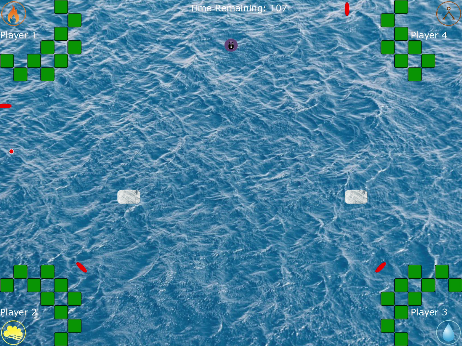 Time Remaining: 107
Player 1
Player 4
Player 2
Player 3